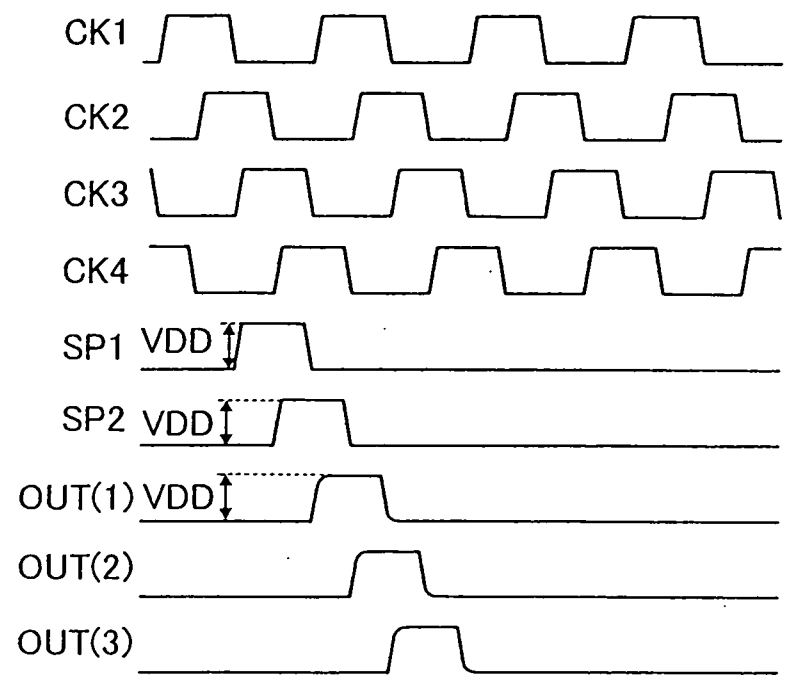 CK1
CK2
CK3
CK4
SP1 VDD
SP2 VDD
OUT(1) VDD
OUT(2)
OUT(3)